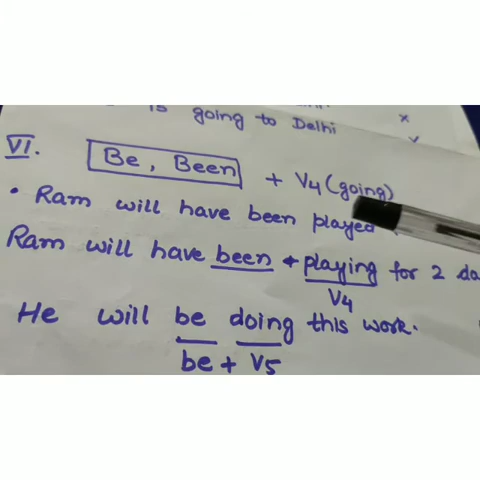 is going to Delhi x
VI. Be, Been + V4 (going)
• Ram will have been played
Ram will have been + playing for 2 da
V4
He will be doing this work.
be + V5